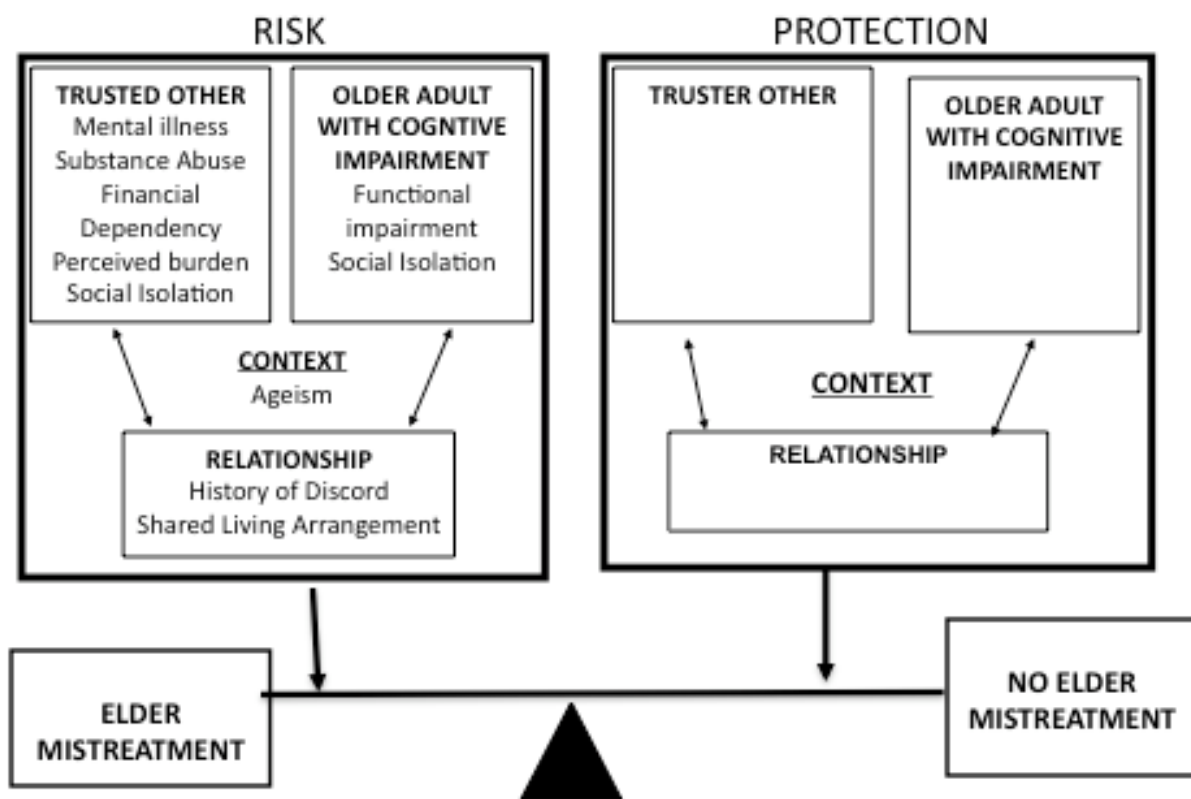 RISK
TRUSTED OTHER
Mental illness
Substance Abuse
Financial
Dependency
Perceived burden
Social Isolation
OLDER ADULT
WITH COGNTIVE
IMPAIRMENT
Functional
impairment
Social Isolation
CONTEXT
Ageism
RELATIONSHIP
History of Discord
Shared Living Arrangement
PROTECTION
TRUSTER OTHER
OLDER ADULT
WITH COGNITIVE
IMPAIRMENT
CONTEXT
RELATIONSHIP
ELDER
MISTREATMENT
NO ELDER
MISTREATMENT